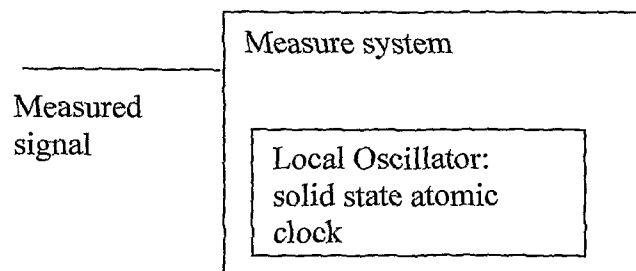 Measure system
Measured
signal
Local Oscillator:
solid state atomic
clock